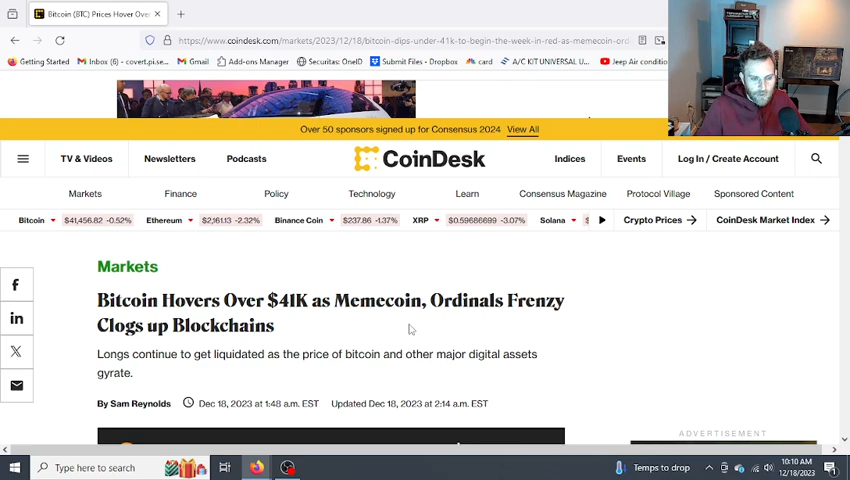 Bitcoin (BTC) Prices Hover Over
https://www.coindesk.com/markets/2023/12/18/bitcoin-dips-under-41k-to-begin-the-week-in-red-as-memecoin-ord
Getting Started Inbox (6) - covert.pi.se Gmail Add-ons Manager Securitas OneID Submit Files - Dropbox card A/C KIT UNIVERSAL U Jeep Air condition
Over 50 sponsors signed up for Consensus 2024 View All
TV & Videos Newsletters Podcasts CoinDesk Indices Events Log In / Create Account
Markets Finance Policy Technology Learn Consensus Magazine Protocol Village Sponsored Content
Bitcoin $41,456.82 -0.52% Ethereum $2,161.13 -2.32% Binance Coin $237.86 -1.37% XRP $0.59686699 -3.07% Solana $ Crypto Prices CoinDesk Market Index
Markets
Bitcoin Hovers Over $41K as Memecoin, Ordinals Frenzy
Clogs up Blockchains
Longs continue to get liquidated as the price of bitcoin and other major digital assets
gyrate.
By Sam Reynolds Dec 18, 2023 at 1:48 a.m. EST Updated Dec 18, 2023 at 2:14 a.m. EST
ADVERTISEMENT
Type here to search Temps to drop 10:10 AM
12/18/2023